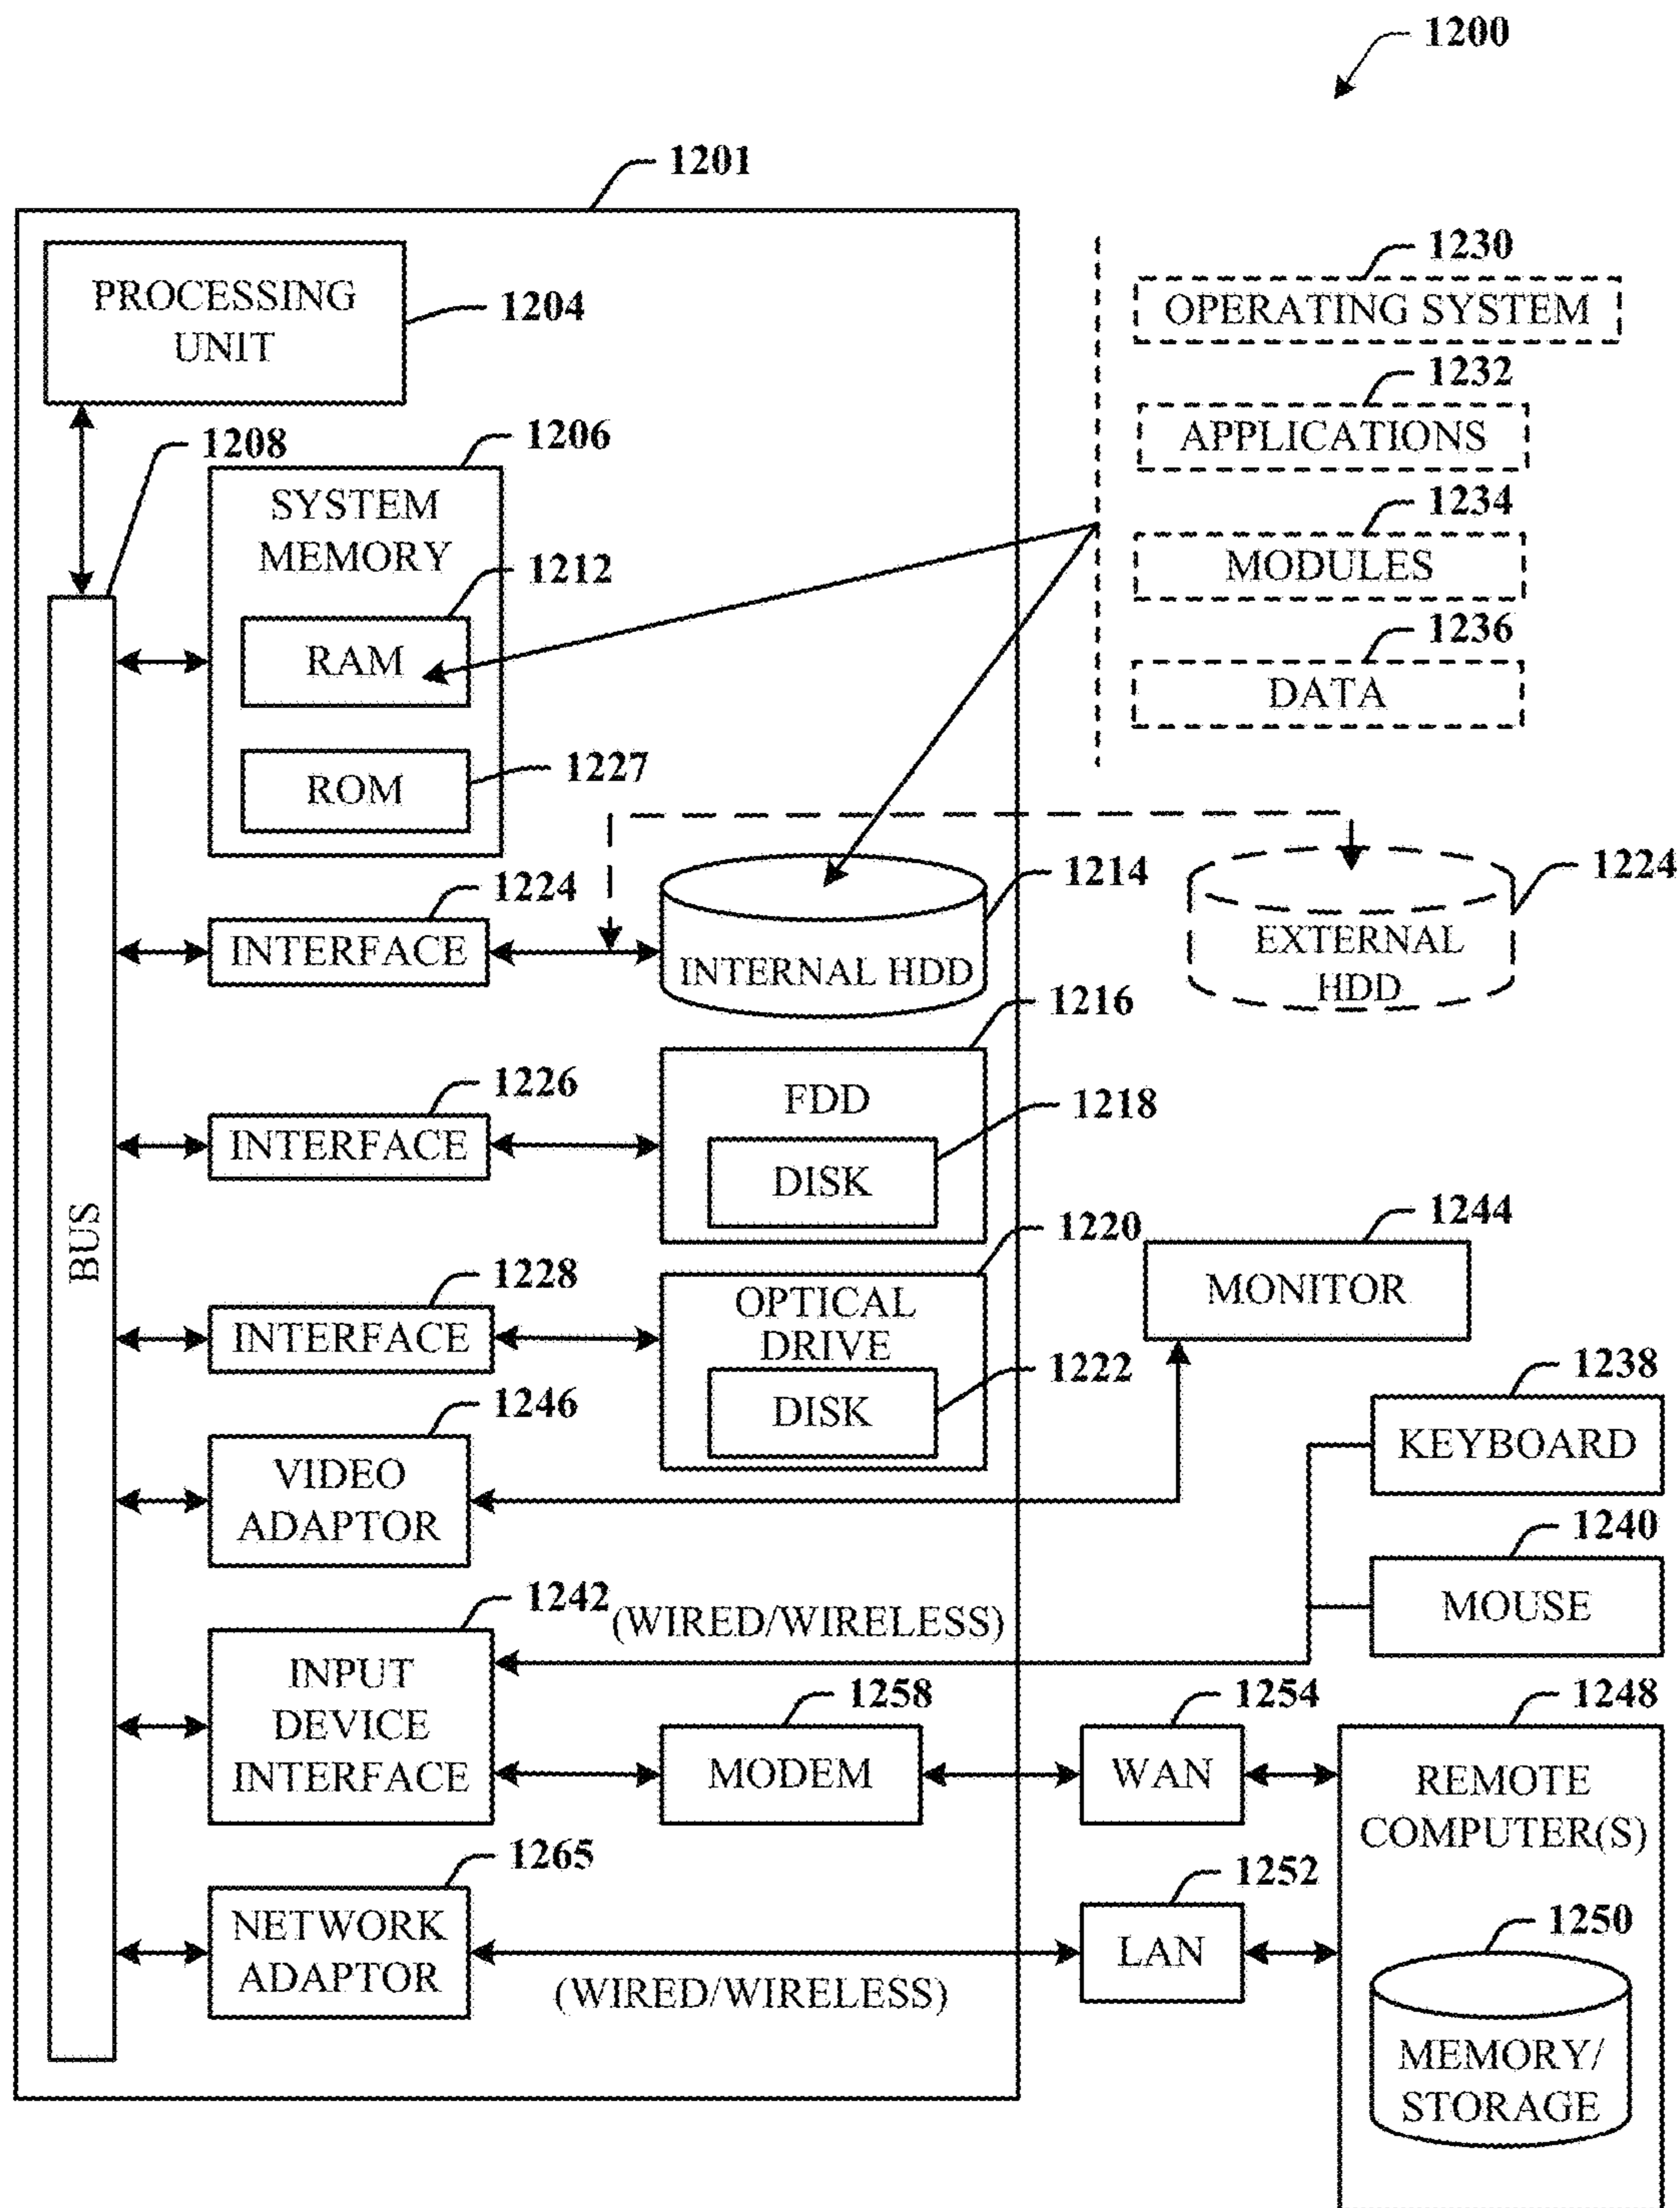 1200
1201
PROCESSING
UNIT
1204
1230
OPERATING SYSTEM
1232
APPLICATIONS
1234
MODULES
1236
DATA
1208
1206
SYSTEM
MEMORY
1212
RAM
ROM
1227
1224
INTERFACE
INTERNAL HDD
1214
1224
EXTERNAL
HDD
1226
INTERFACE
1216
FDD
1218
DISK
BUS
1228
INTERFACE
1220
OPTICAL
DRIVE
1222
DISK
1244
MONITOR
1246
VIDEO
ADAPTOR
1238
KEYBOARD
1240
MOUSE
1242
(WIRED/WIRELESS)
INPUT
DEVICE
INTERFACE
1258
MODEM
1254
WAN
1248
REMOTE
COMPUTER(S)
1265
NETWORK
ADAPTOR
(WIRED/WIRELESS)
1252
LAN
1250
MEMORY/
STORAGE